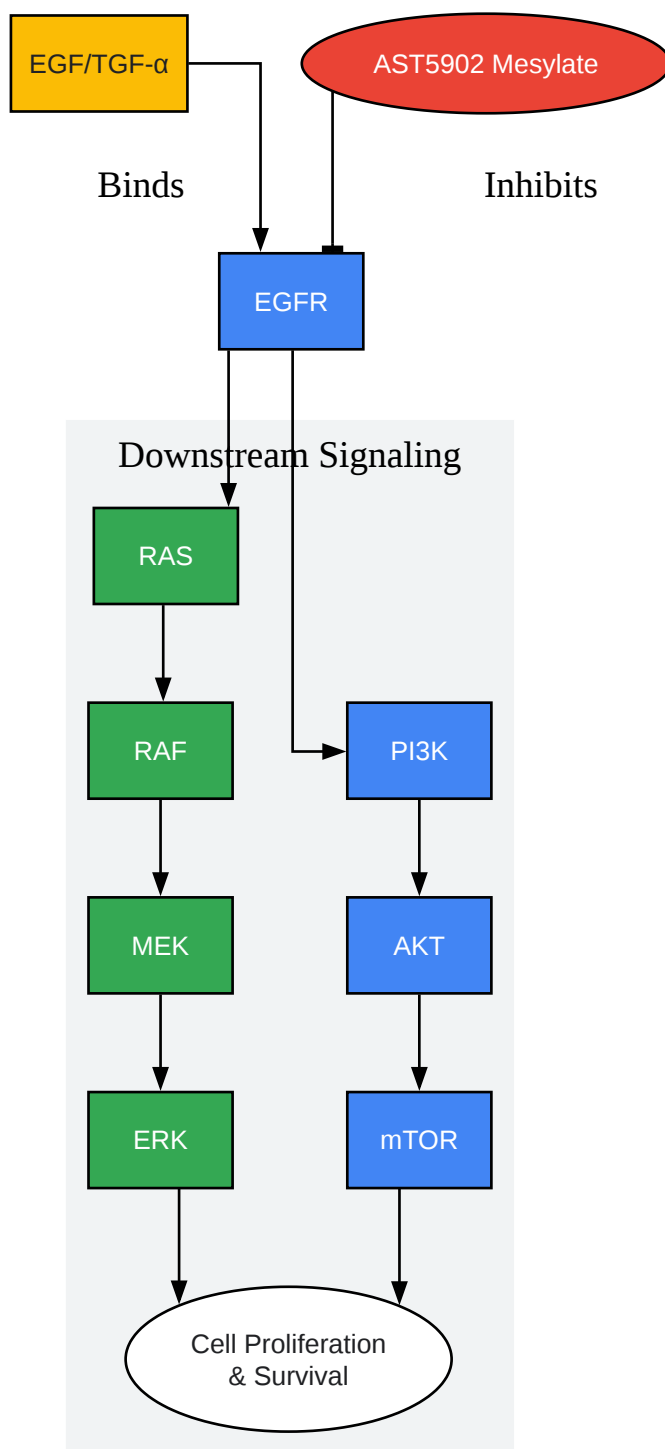 EGF/TGF-α
AST5902 Mesylate
Binds
Inhibits
EGFR
Downstream Signaling
RAS
RAF
PI3K
MEK
AKT
ERK
mTOR
Cell Proliferation
& Survival